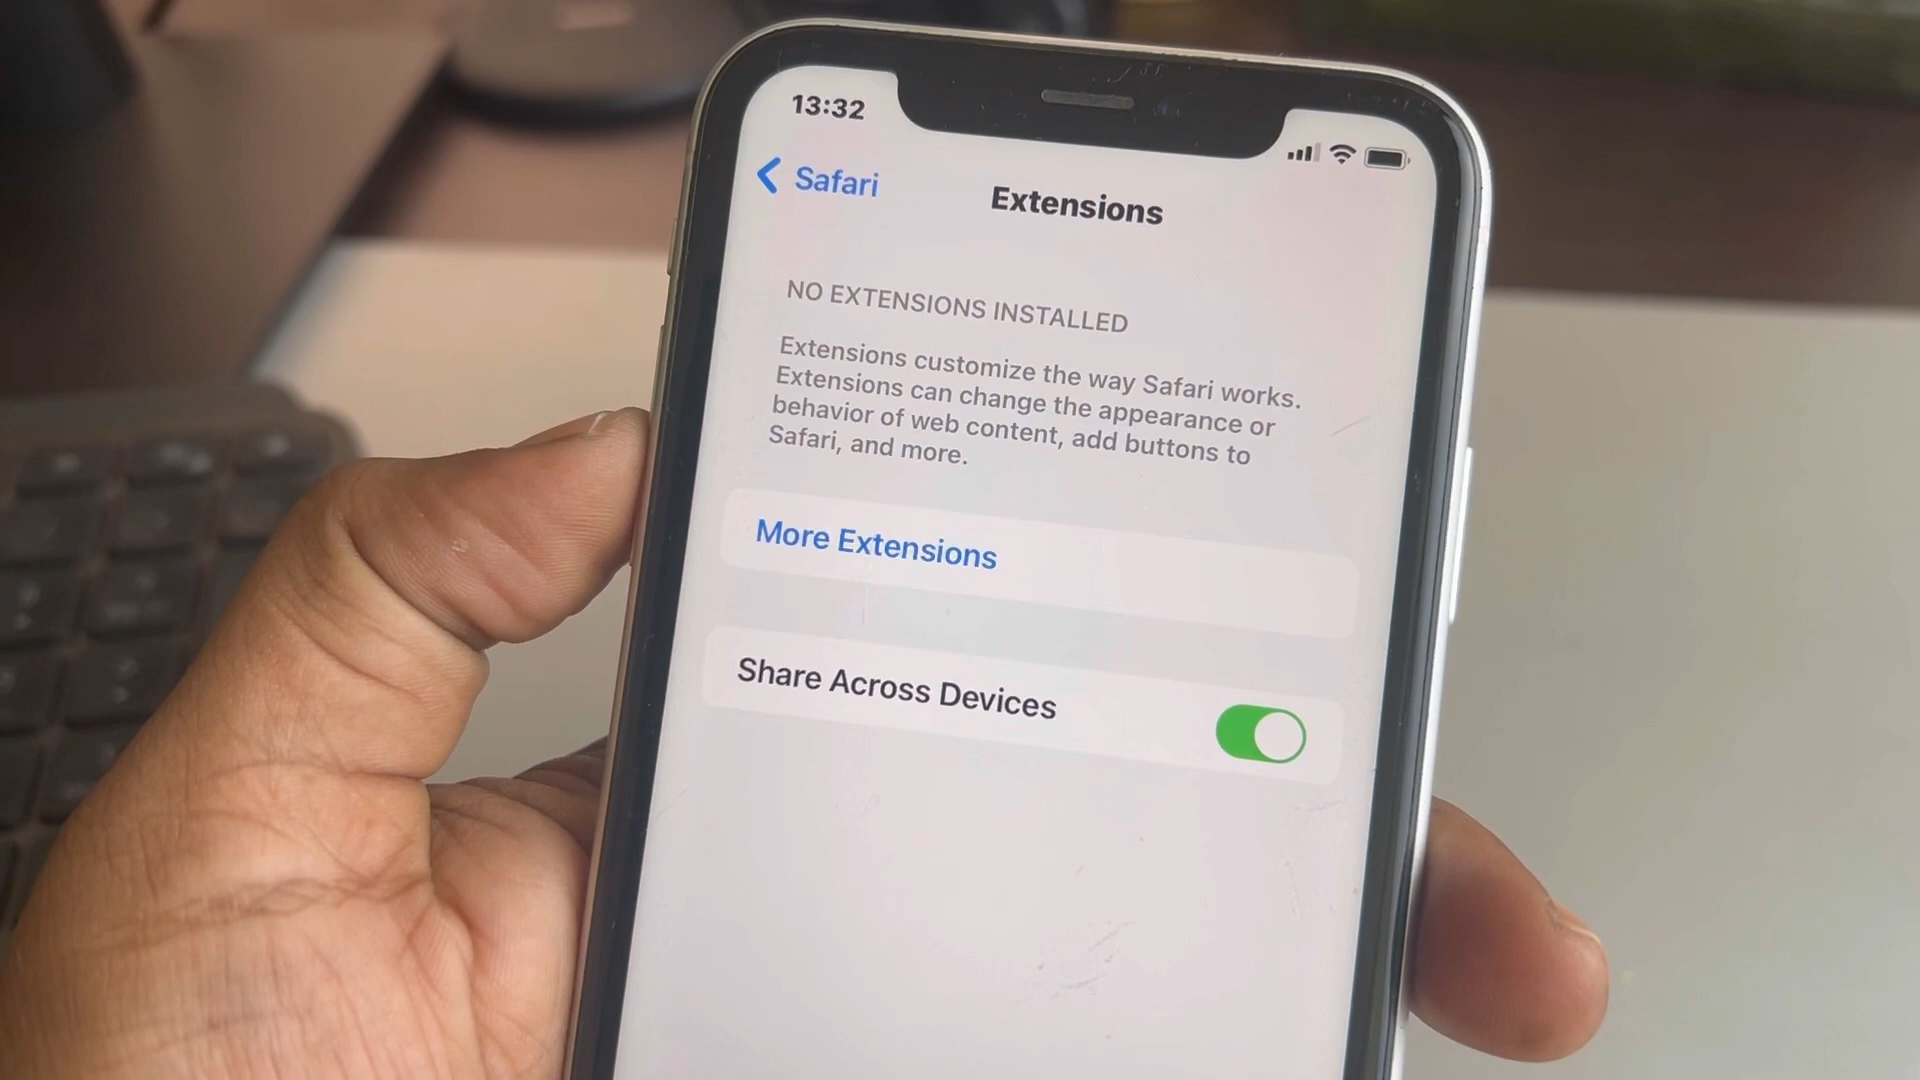 13:32
Safari
Extensions
NO EXTENSIONS INSTALLED
Extensions customize the way Safari works.
Extensions can change the appearance or
behavior of web content, add buttons to
Safari, and more.
More Extensions
Share Across Devices